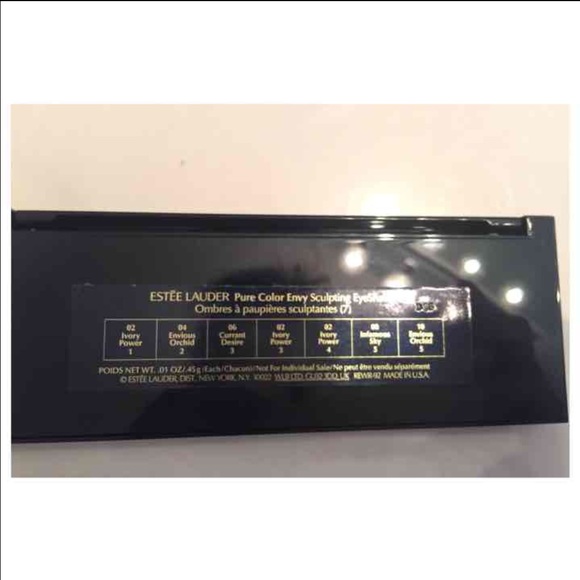 ESTĒE LAUDER Pure Color Envy Sculpting
Ombres à paupières sculptantes (7)
02 04 06 02 02 08 10
Ivory Envious Currant Ivory Ivory Infamous Envious
Power Orchid Desire Power Power Sky Orchid
1 2 3 3 4 5 5
POIDS NET WT. .01 OZ/.45 g/Each/Chacune/Not For Individual Sale/Ne peut être vendu séparément
© ESTĒE LAUDER, DIST. NEW YORK, N.Y. 10022 MADE IN U.S.A.